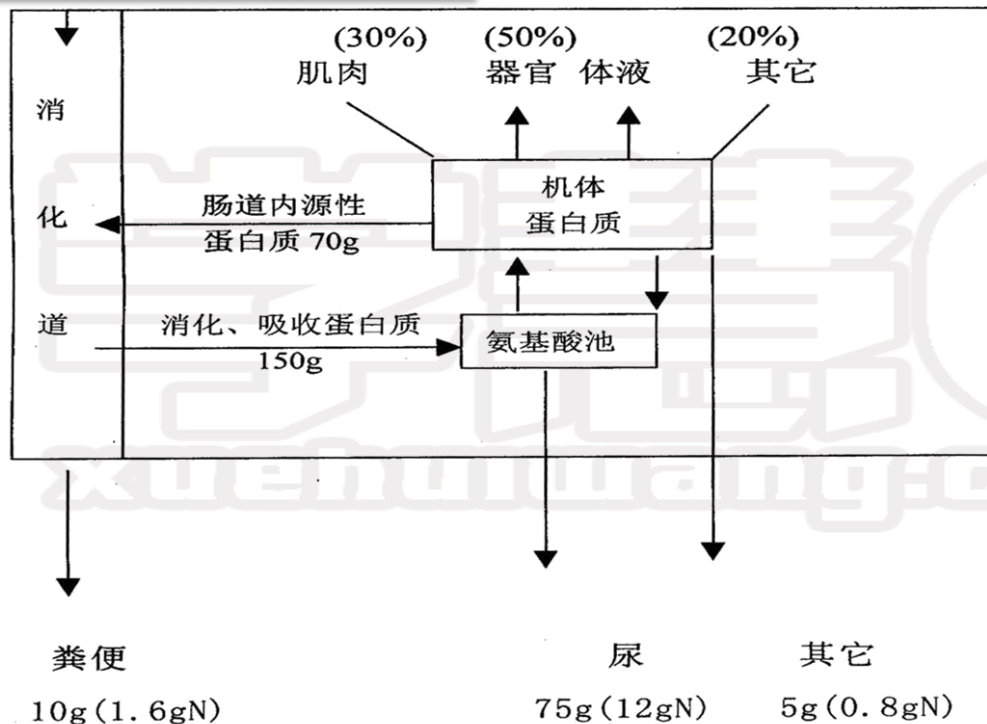 (30%) (50%) (20%)
肌肉 器官 体液 其它
消
化
道
机体
蛋白质
肠道内源性
蛋白质 70g
消化、吸收蛋白质
150g
氨基酸池
粪便 尿 其它
10g(1.6gN) 75g(12gN) 5g(0.8gN)
xuehuiwang.c